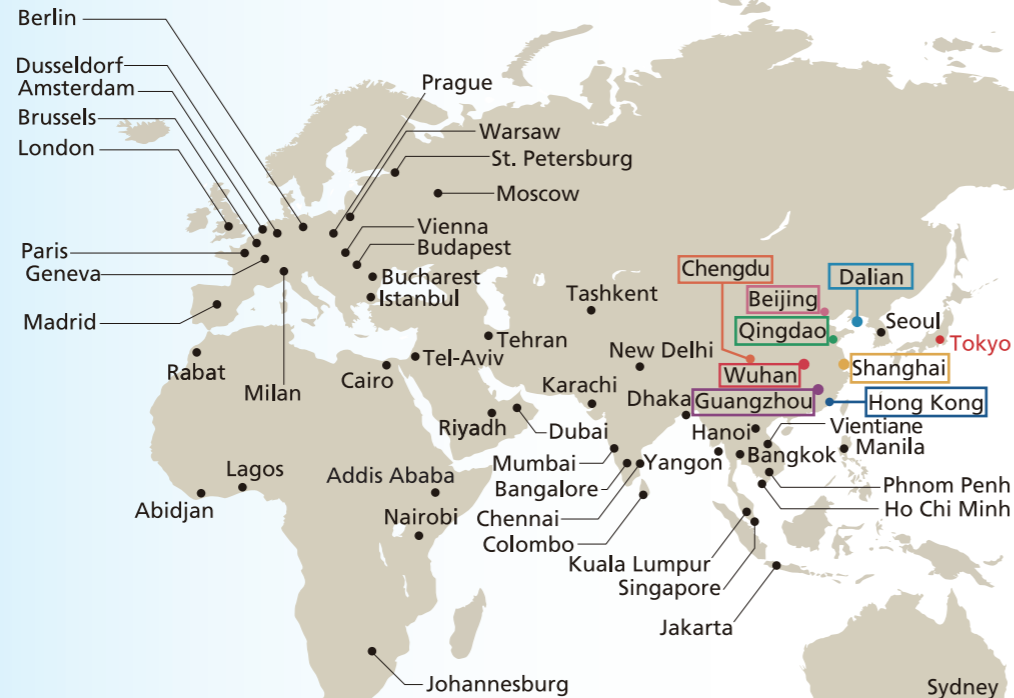 Berlin
Dusseldorf
Amsterdam
Brussels
London
Paris
Geneva
Madrid
Prague
Warsaw
St. Petersburg
Moscow
Vienna
Budapest
Bucharest
Istanbul
Rabat
Milan
Cairo
Tel-Aviv
Tehran
Tashkent
New Delhi
Karachi
Dhaka
Riyadh
Dubai
Mumbai
Bangalore
Chennai
Colombo
Yangon
Lagos
Abidjan
Addis Ababa
Nairobi
Johannesburg
Chengdu
Beijing
Dalian
Qingdao
Seoul
Tokyo
Wuhan
Shanghai
Guangzhou
Hong Kong
Hanoi
Vientiane
Bangkok
Manila
Phnom Penh
Ho Chi Minh
Kuala Lumpur
Singapore
Jakarta
Sydney